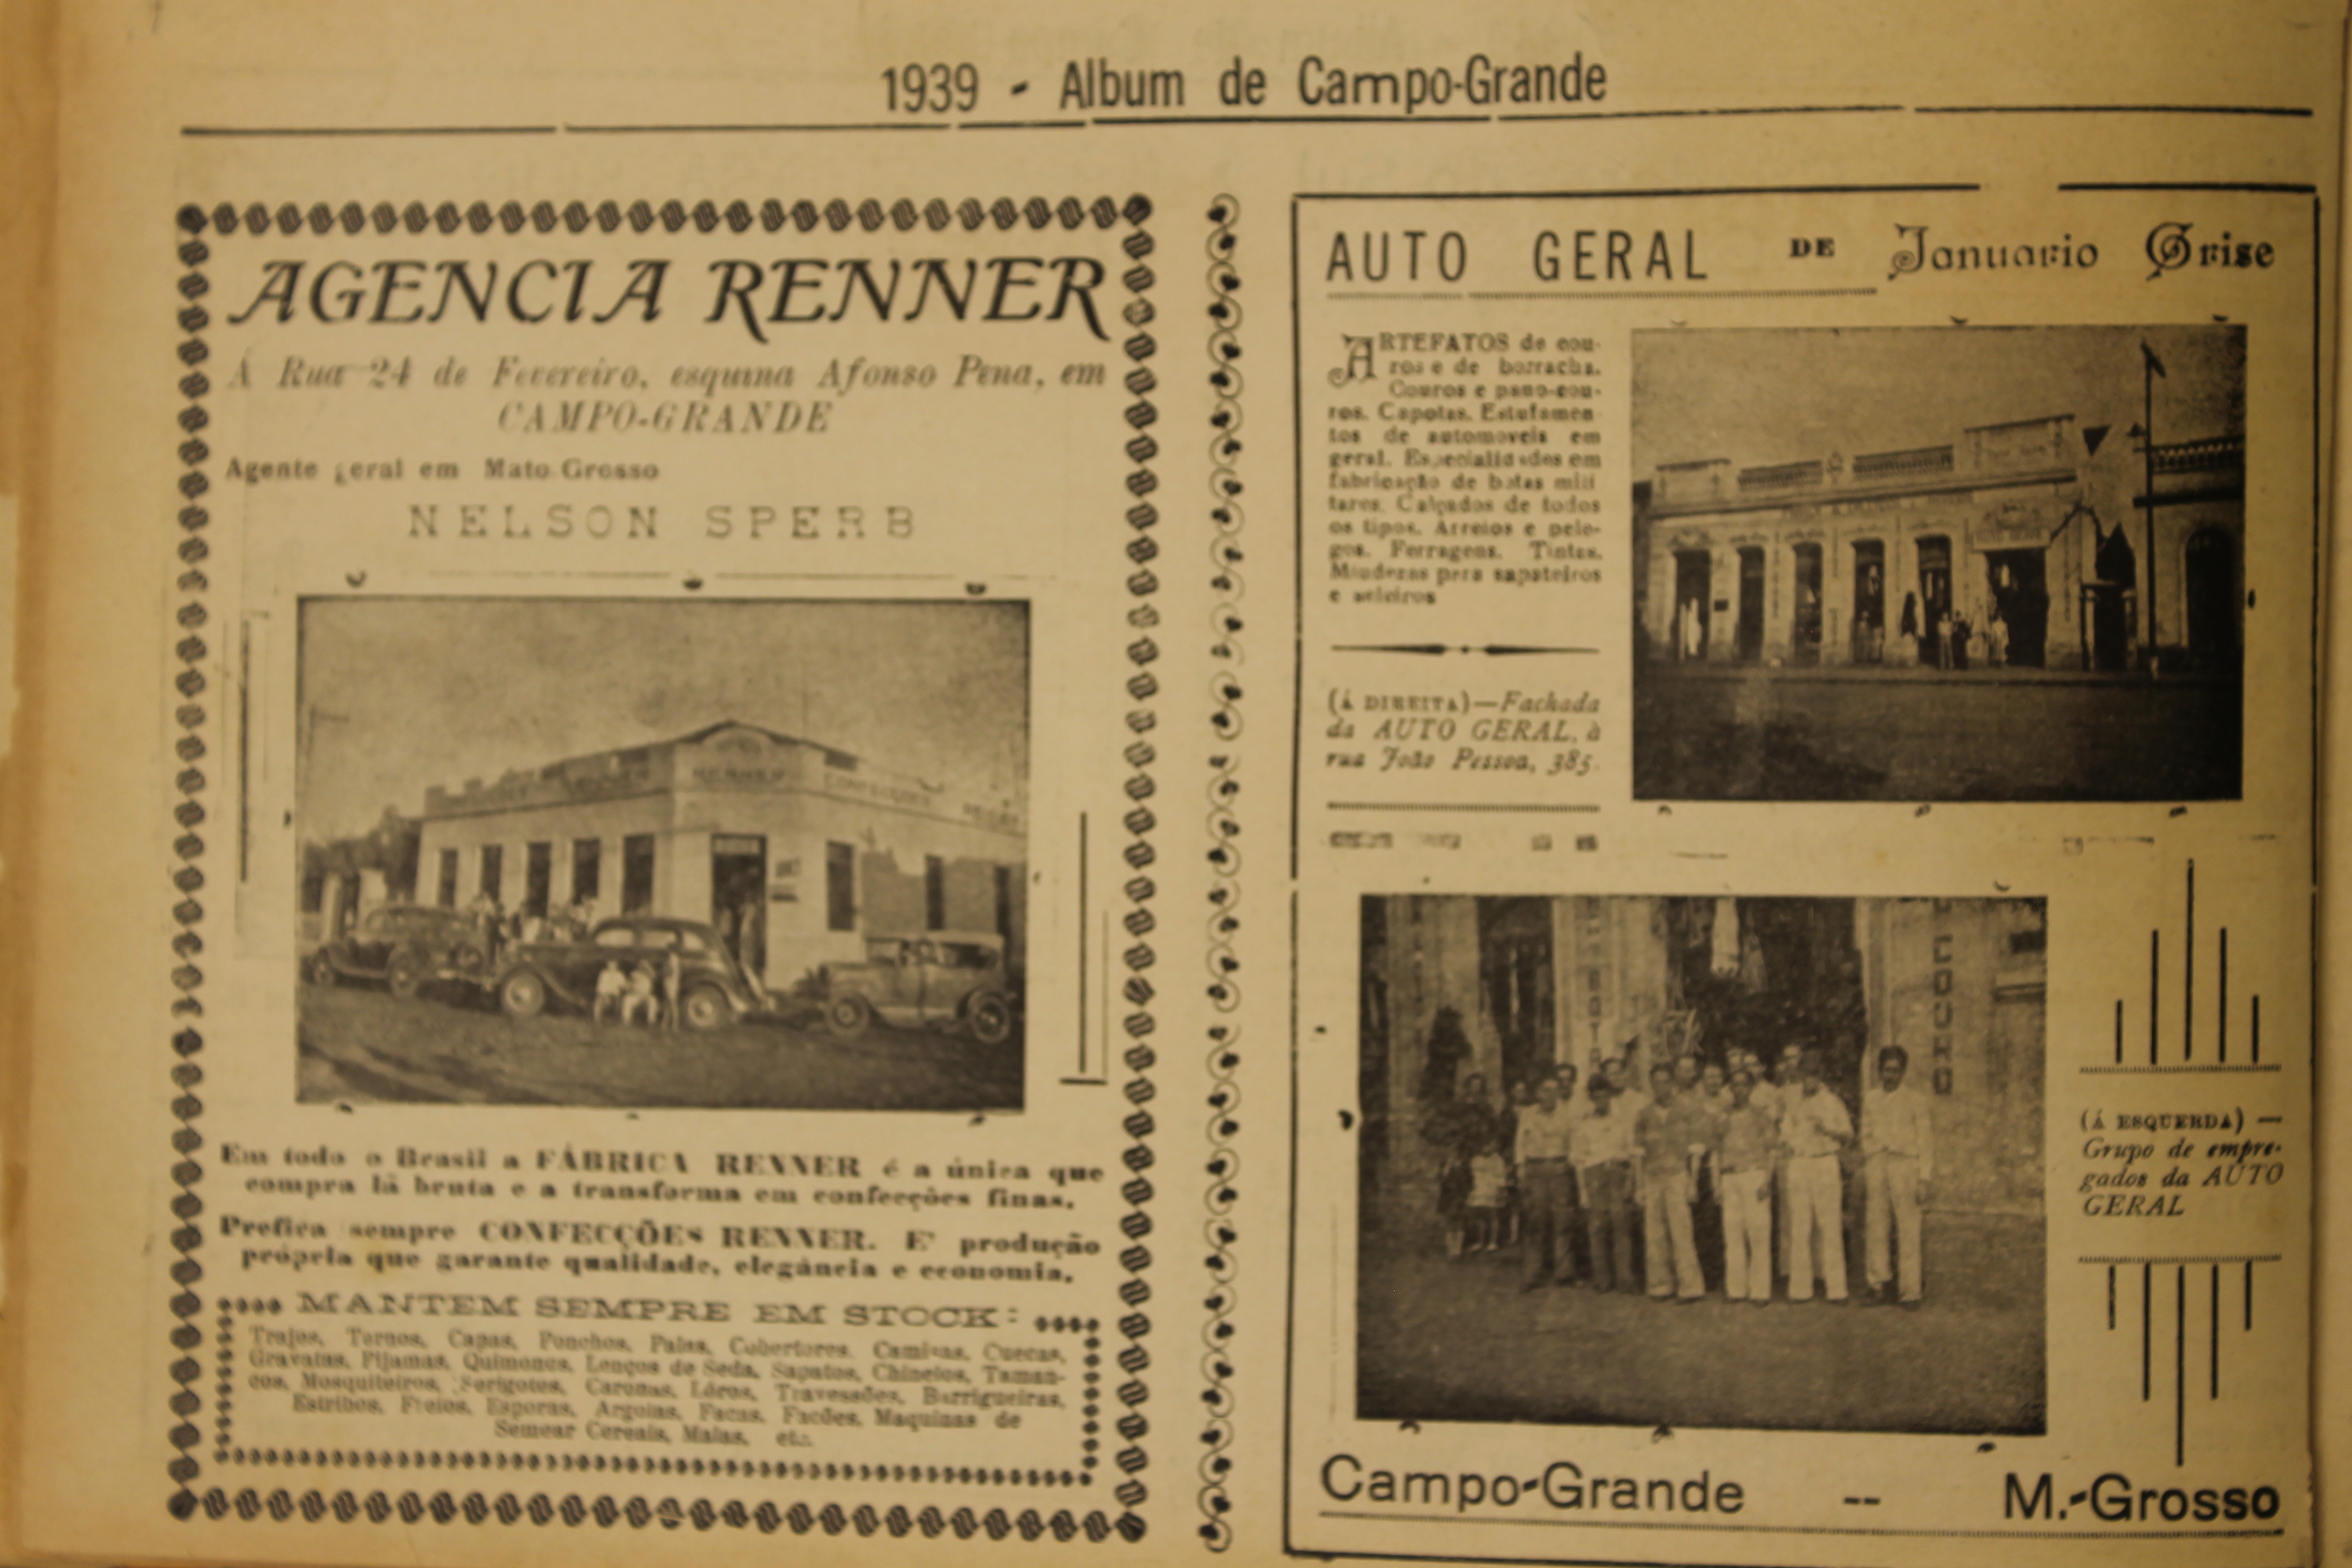 1939 - Album de Campo-Grande
AGENCIA RENNER
Á Rua 24 de Fevereiro, esquina Afonso Pena, em
CAMPO-GRANDE
Agente geral em Mato-Grosso
NELSON SPERB
RENNER
CONFECÇÕES
Em todo o Brasil a FÁBRICA RENNER é a única que
compra lã bruta e a transforma em confecções finas.
Prefira sempre CONFECÇÕES RENNER. E' produção
própria que garante qualidade, elegância e economia.
MANTEM SEMPRE EM STOCK:
Trajes, Ternos, Capas, Ponchos, Palas, Cobertores, Camisas, Cuecas,
Gravatas, Pijamas, Quimonos, Lenços de Seda, Sapatos, Chinelos, Taman-
cos, Mosquiteiros, Serigotes, Caronas, Lóros, Travessões, Barrigueiras,
Estribos, Freios, Esporas, Argolas, Facas, Facões, Maquinas de
Semear Cereais, Malas, etc.
AUTO GERAL DE Januario Grise
ARTEFATOS de cou-
ros e de borracha.
Couros e pano-cou-
ros. Capotas. Estufamen-
tos de automoveis em
geral. Especialidades em
fabricação de botas mili
tares. Calçados de todos
os tipos. Arreios e pele-
gos. Ferragens. Tintas.
Miudezas para sapateiros
e seleiros
(Á DIREITA)—Fachada
da AUTO GERAL, à
rua João Pessoa, 385.
(Á ESQUERDA) —
Grupo de empre-
gados da AUTO
GERAL
Campo-Grande -- M.-Grosso